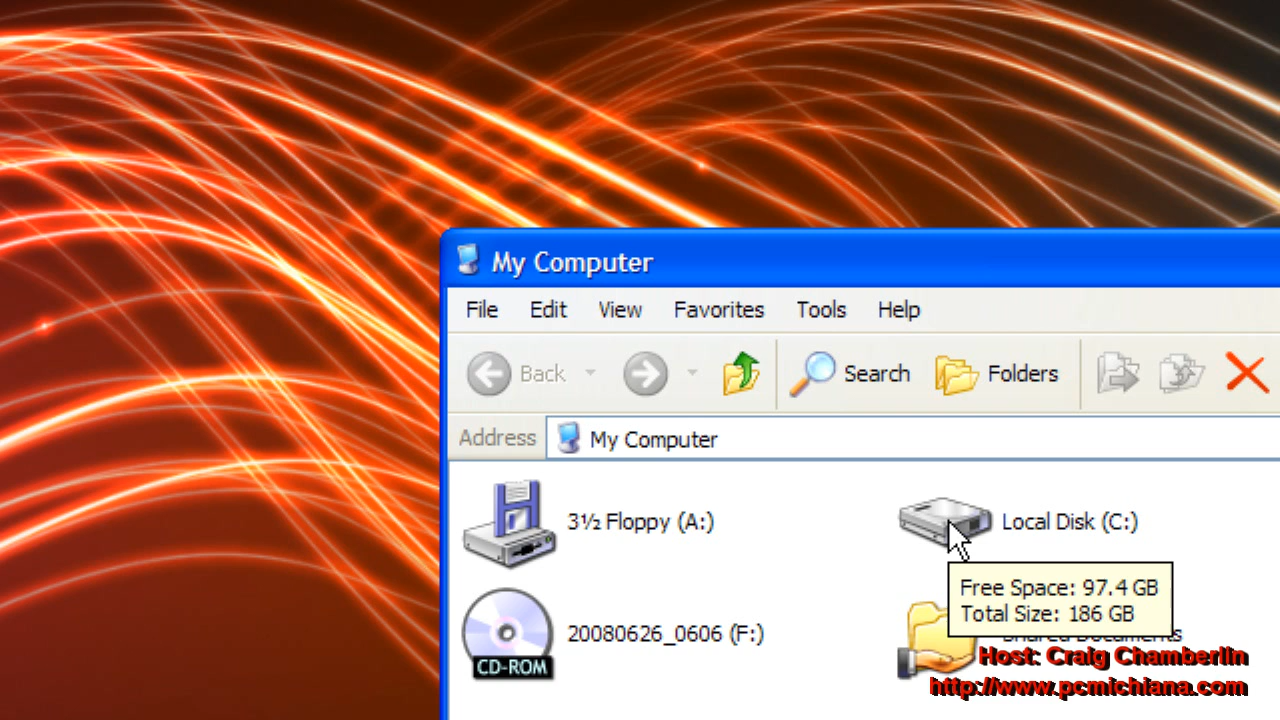 My Computer
File Edit View Favorites Tools Help
Back Search Folders
Address My Computer
3½ Floppy (A:) Local Disk (C:)
Free Space: 97.4 GB
Total Size: 186 GB
20080626_0606 (F:) Shared Documents
CD-ROM
Host: Craig Chamberlin
http://www.pcmichiana.com